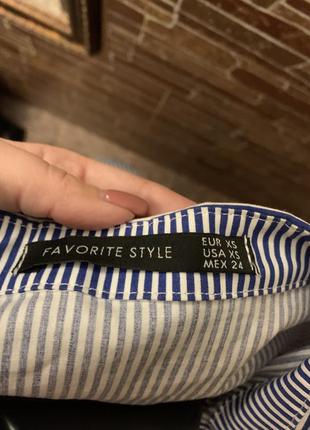 FAVORITE STYLE
EUR XS
USA XS
MEX 24